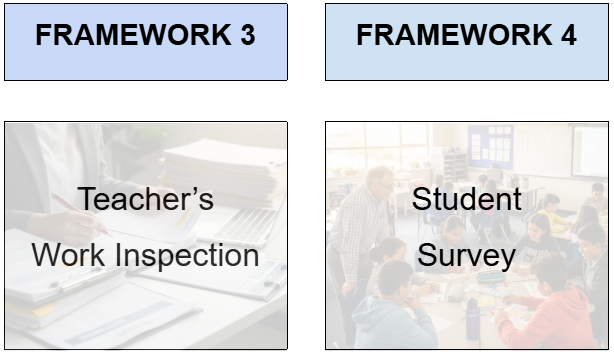 FRAMEWORK 3
FRAMEWORK 4
Teacher’s
Work Inspection
Student
Survey